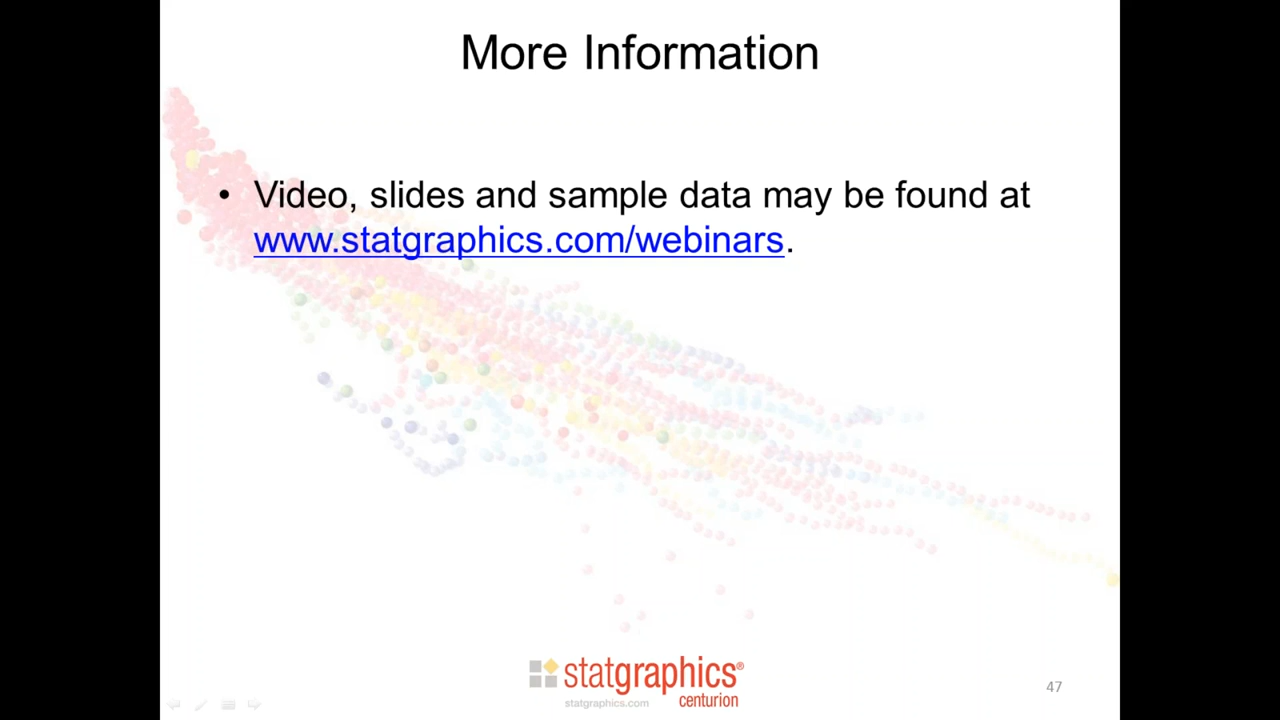 More Information
• Video, slides and sample data may be found at
www.statgraphics.com/webinars.
statgraphics®
centurion
statgraphics.com
47